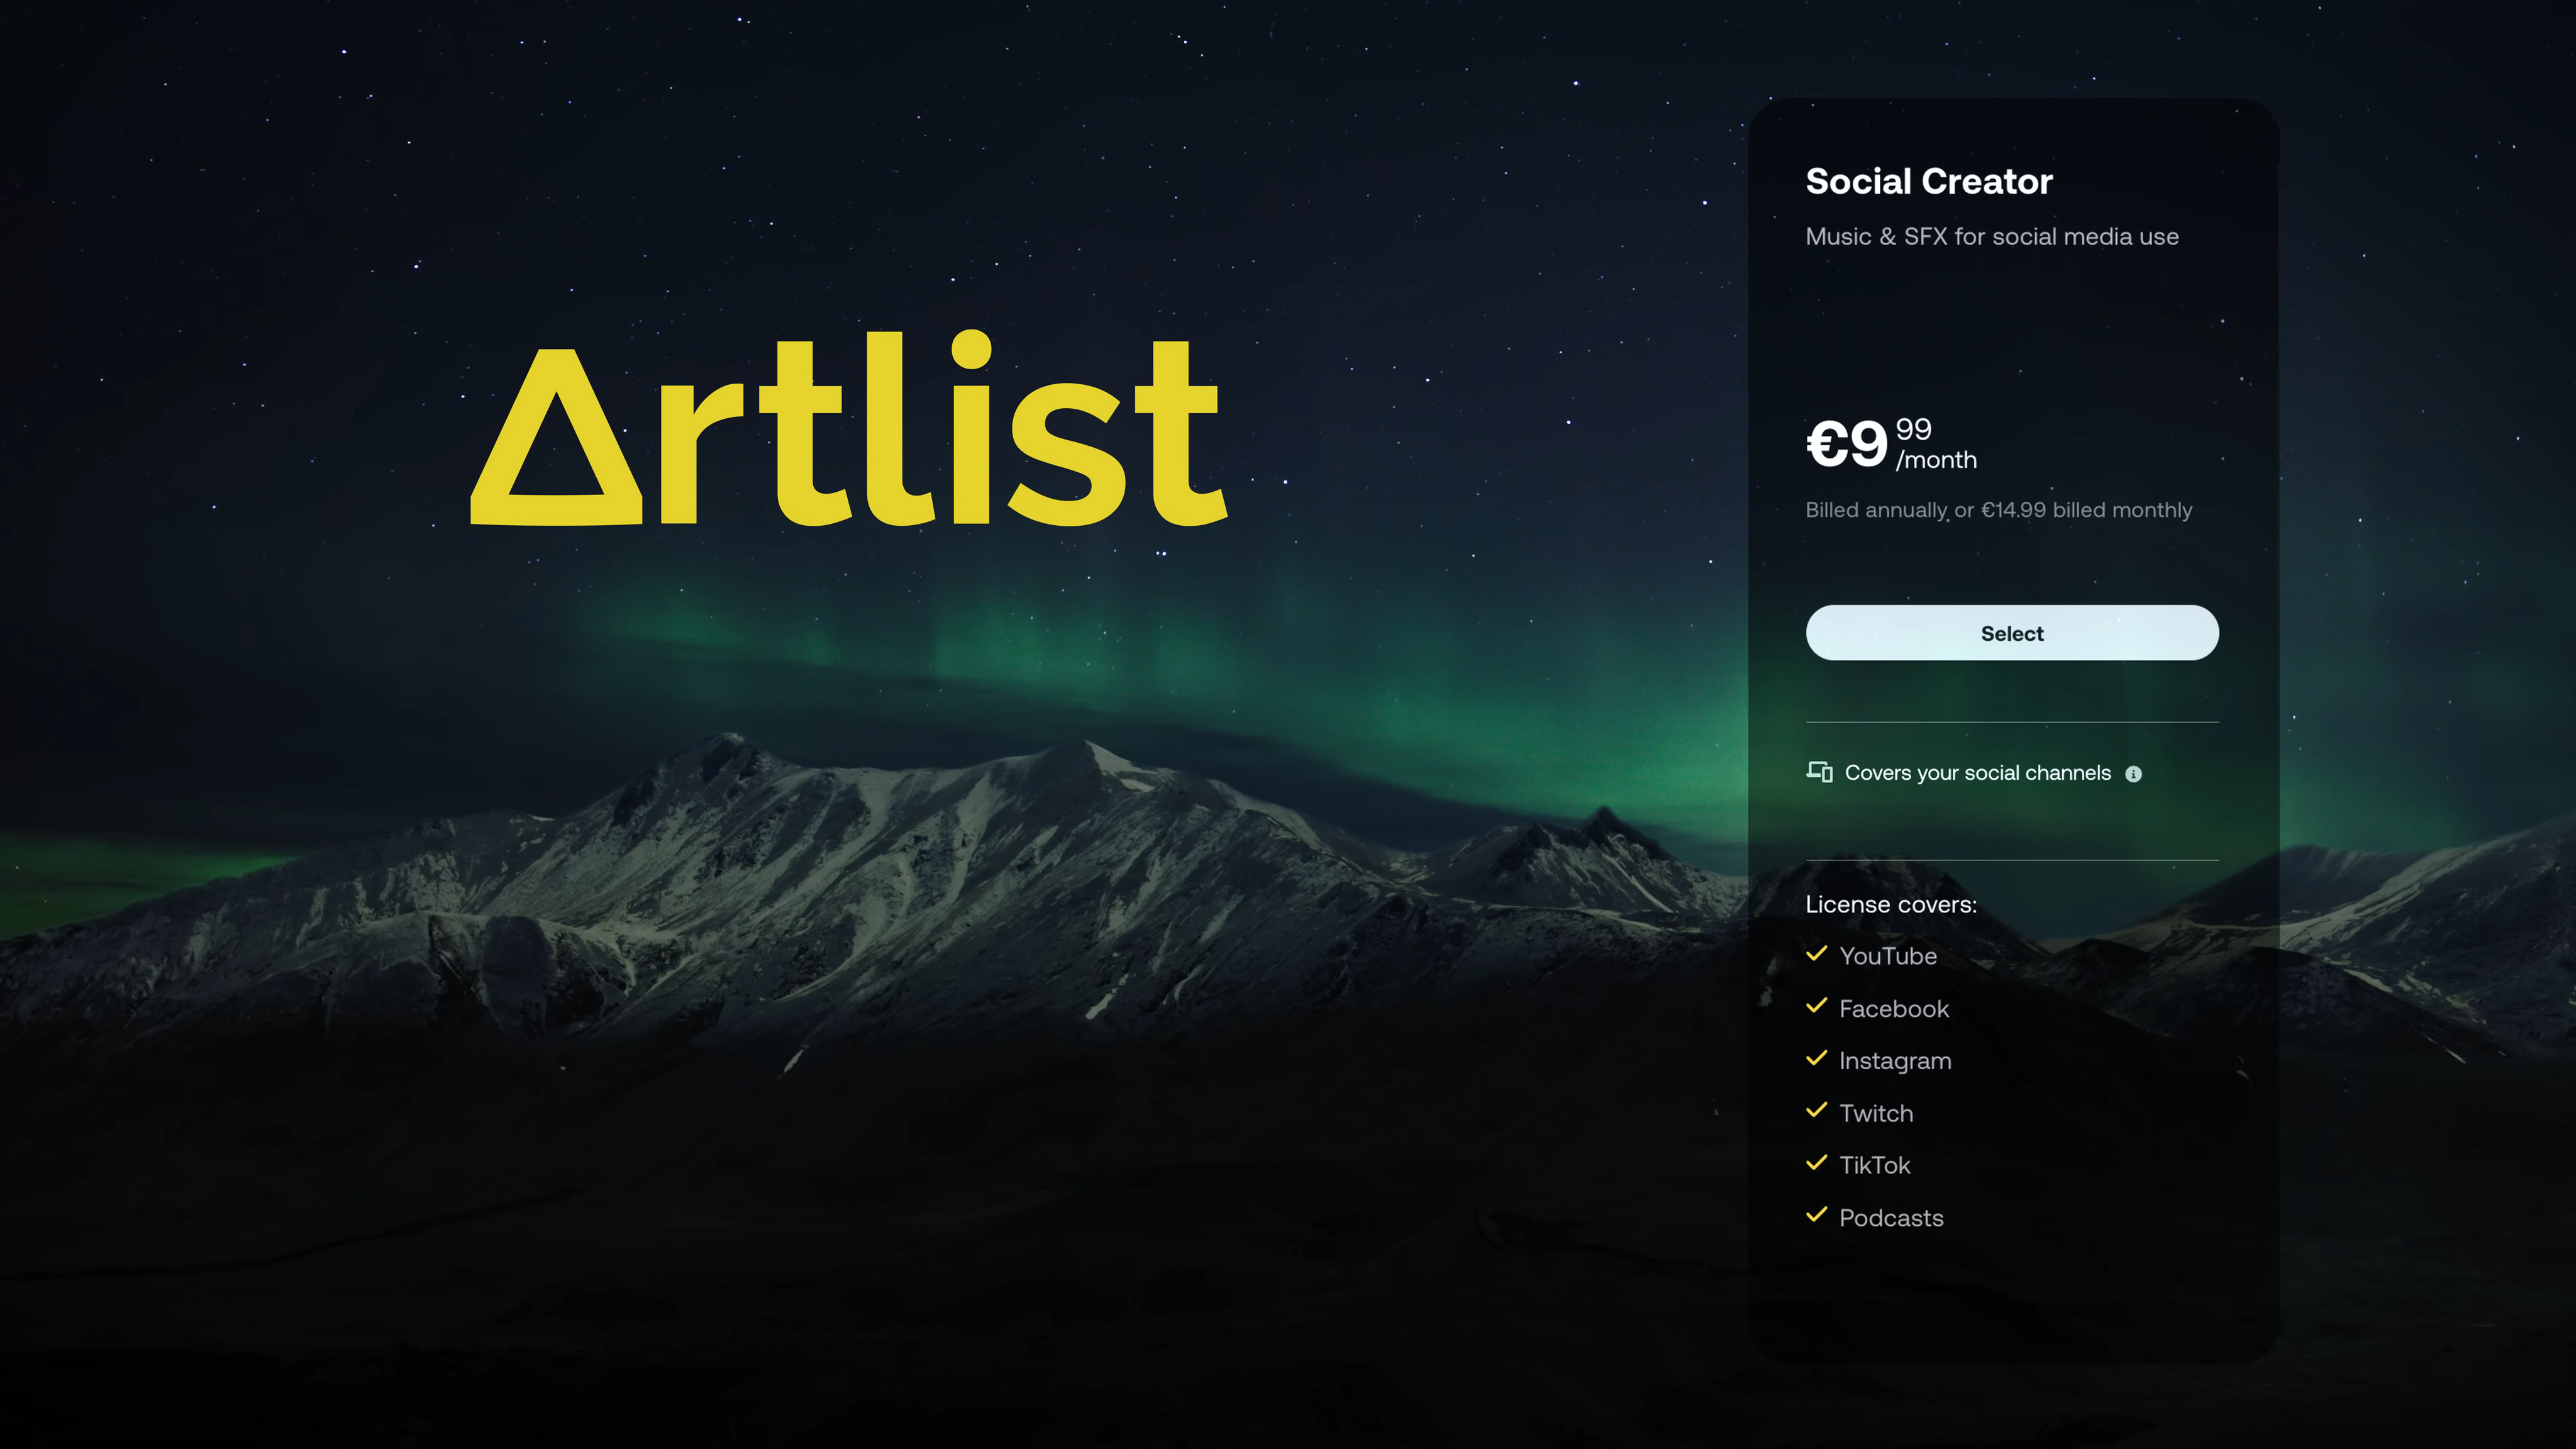 Artlist
Social Creator
Music & SFX for social media use
€9 99
/month
Billed annually or €14.99 billed monthly
Select
Covers your social channels
License covers:
YouTube
Facebook
Instagram
Twitch
TikTok
Podcasts